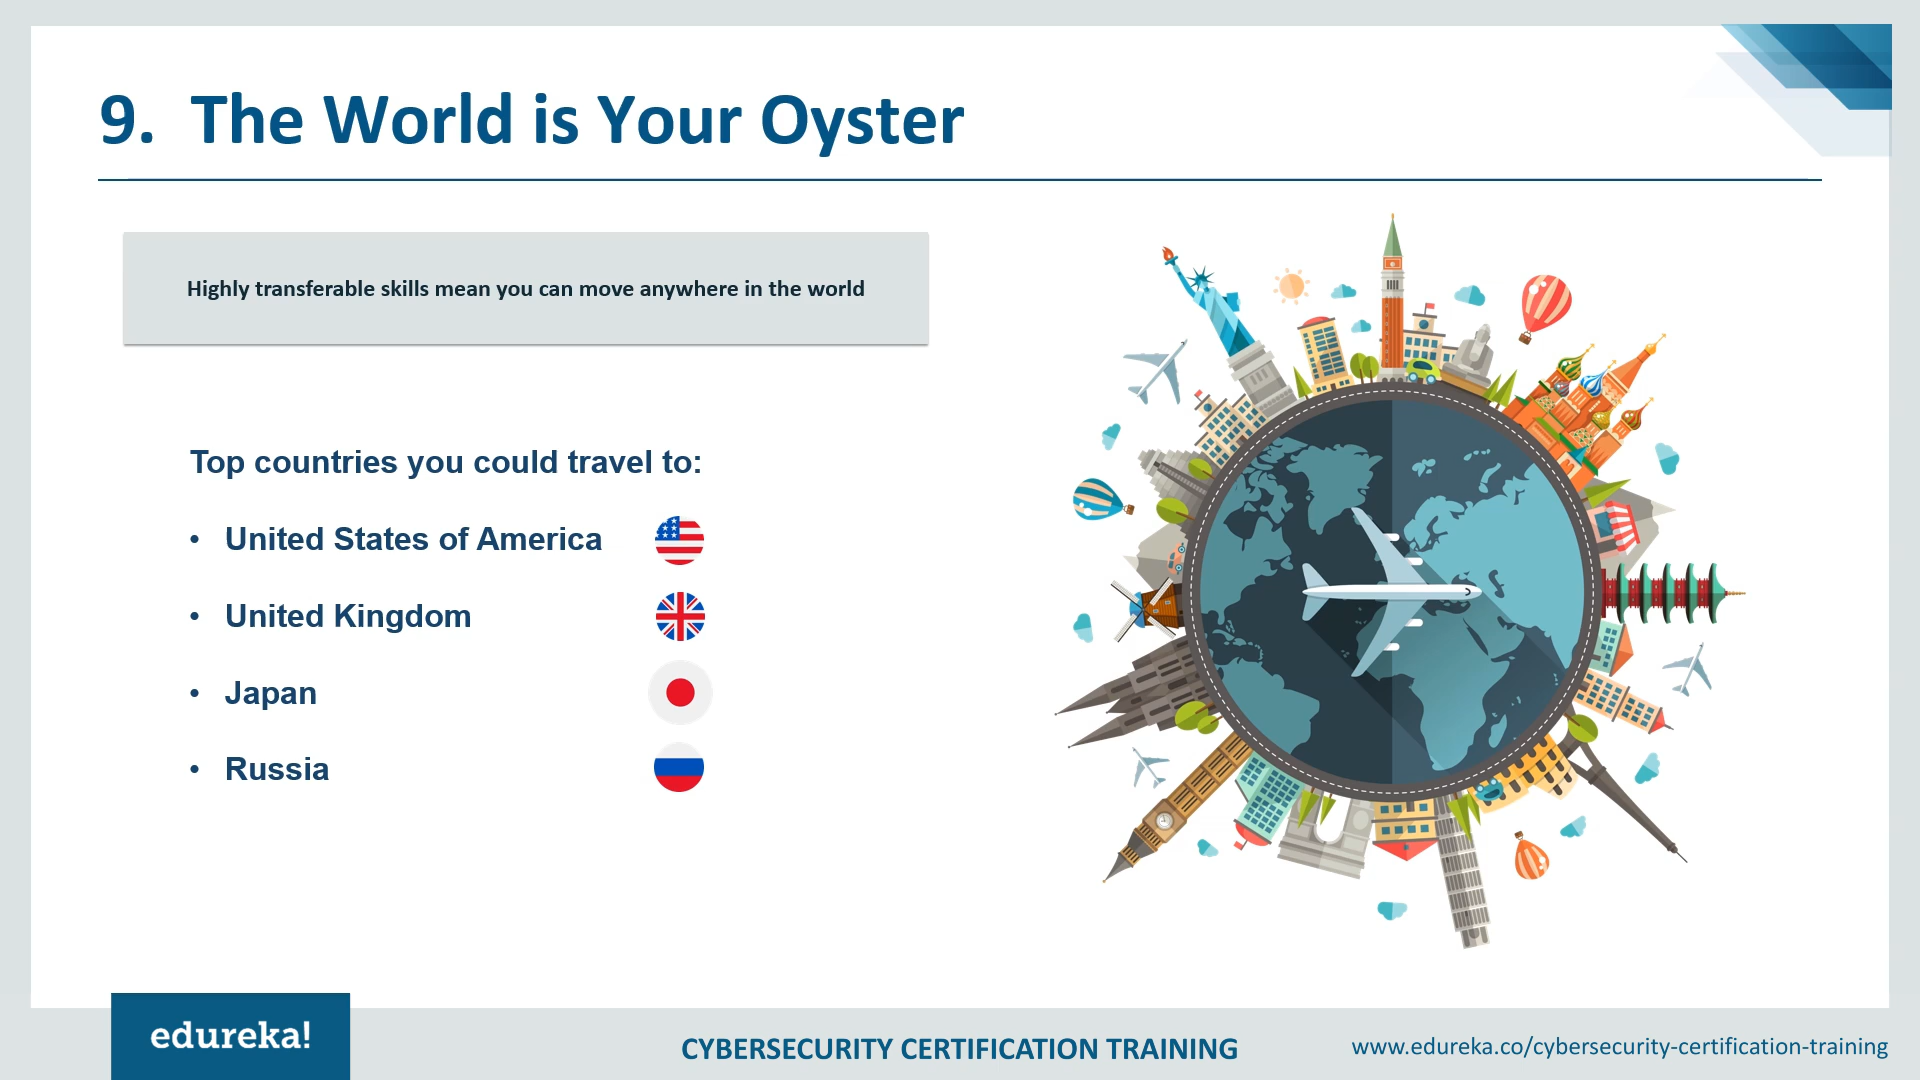 9. The World is Your Oyster
Highly transferable skills mean you can move anywhere in the world
Top countries you could travel to:
• United States of America
• United Kingdom
• Japan
• Russia
edureka!
CYBERSECURITY CERTIFICATION TRAINING
www.edureka.co/cybersecurity-certification-training